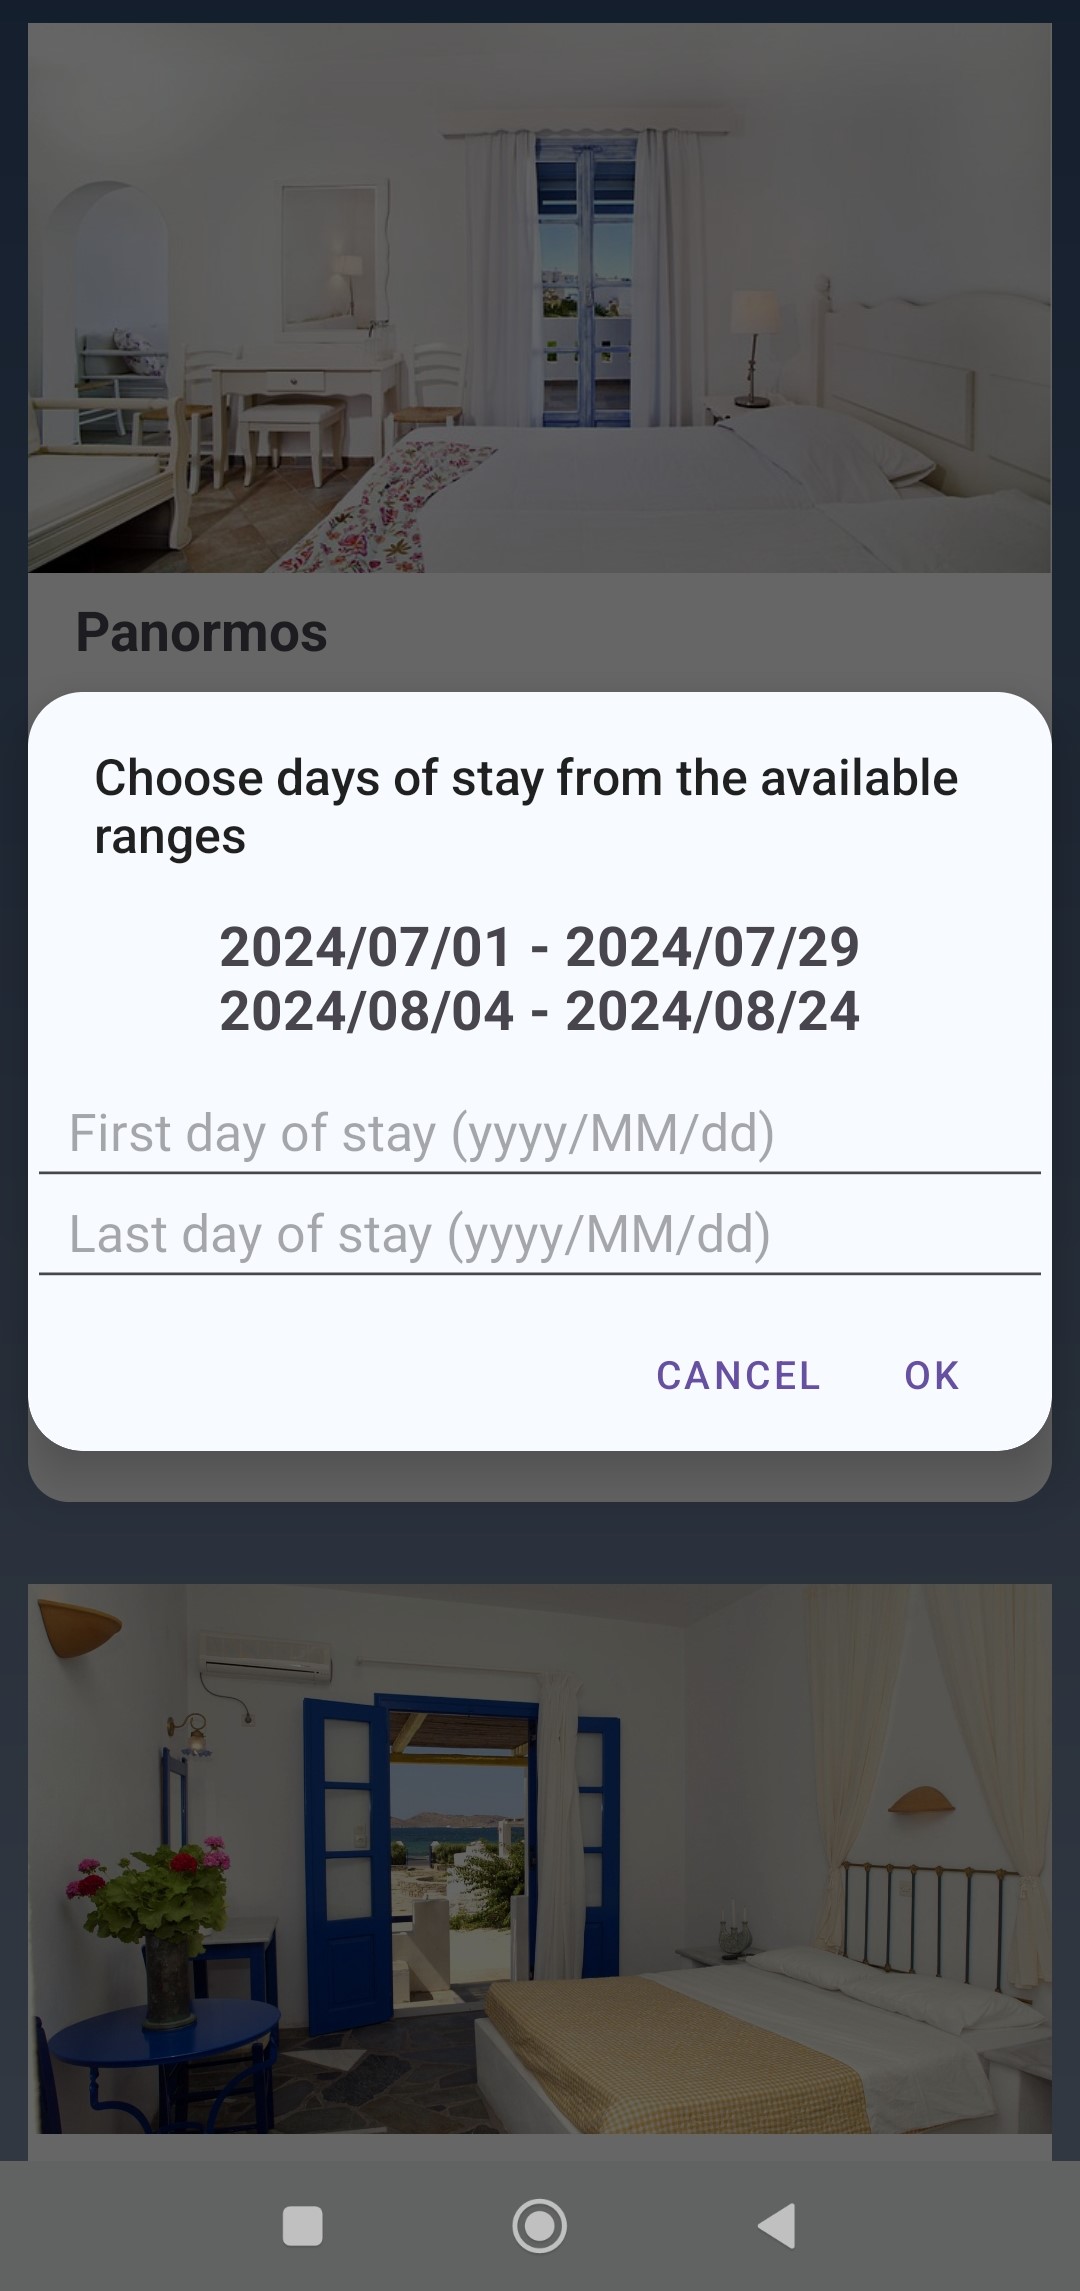 Panormos
Choose days of stay from the available
ranges
2024/07/01 - 2024/07/29
2024/08/04 - 2024/08/24
First day of stay (yyyy/MM/dd)
Last day of stay (yyyy/MM/dd)
CANCEL OK